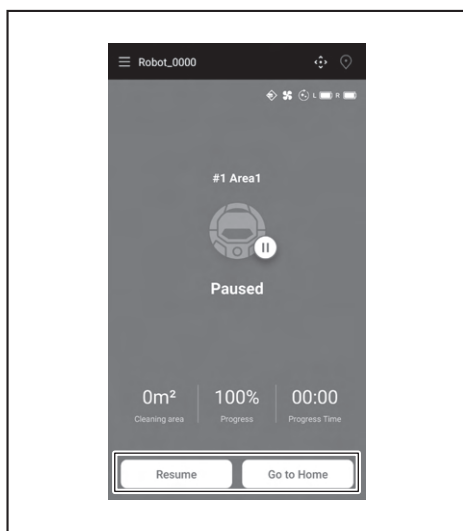 Robot_0000
L R
#1 Area1
Paused
0m² 100% 00:00
Cleaning area Progress Progress Time
Resume Go to Home